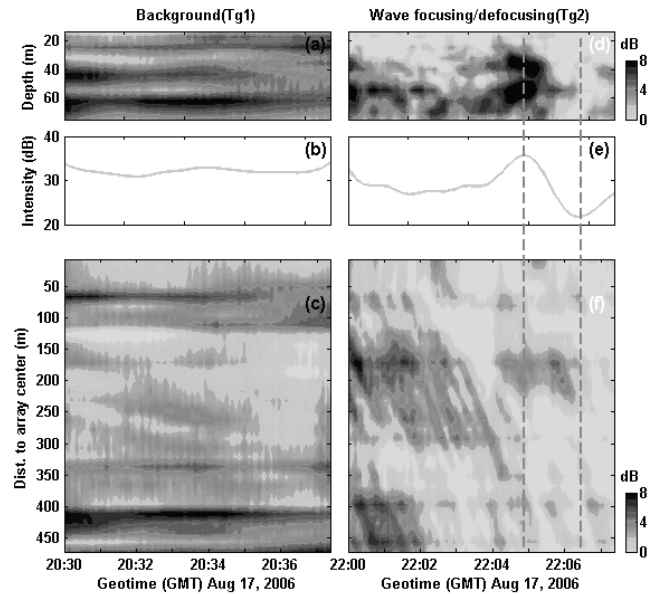 Background(Tg1)
Wave focusing/defocusing(Tg2)
(a)
(d)
dB
Depth (m)
20
40
60
8
4
0
(b)
(e)
Intensity (dB)
40
30
20
(c)
(f)
Dist. to array center (m)
50
100
150
200
250
300
350
400
450
dB
8
4
0
20:30 20:32 20:34 20:36
22:00 22:02 22:04 22:06
Geotime (GMT) Aug 17, 2006
Geotime (GMT) Aug 17, 2006